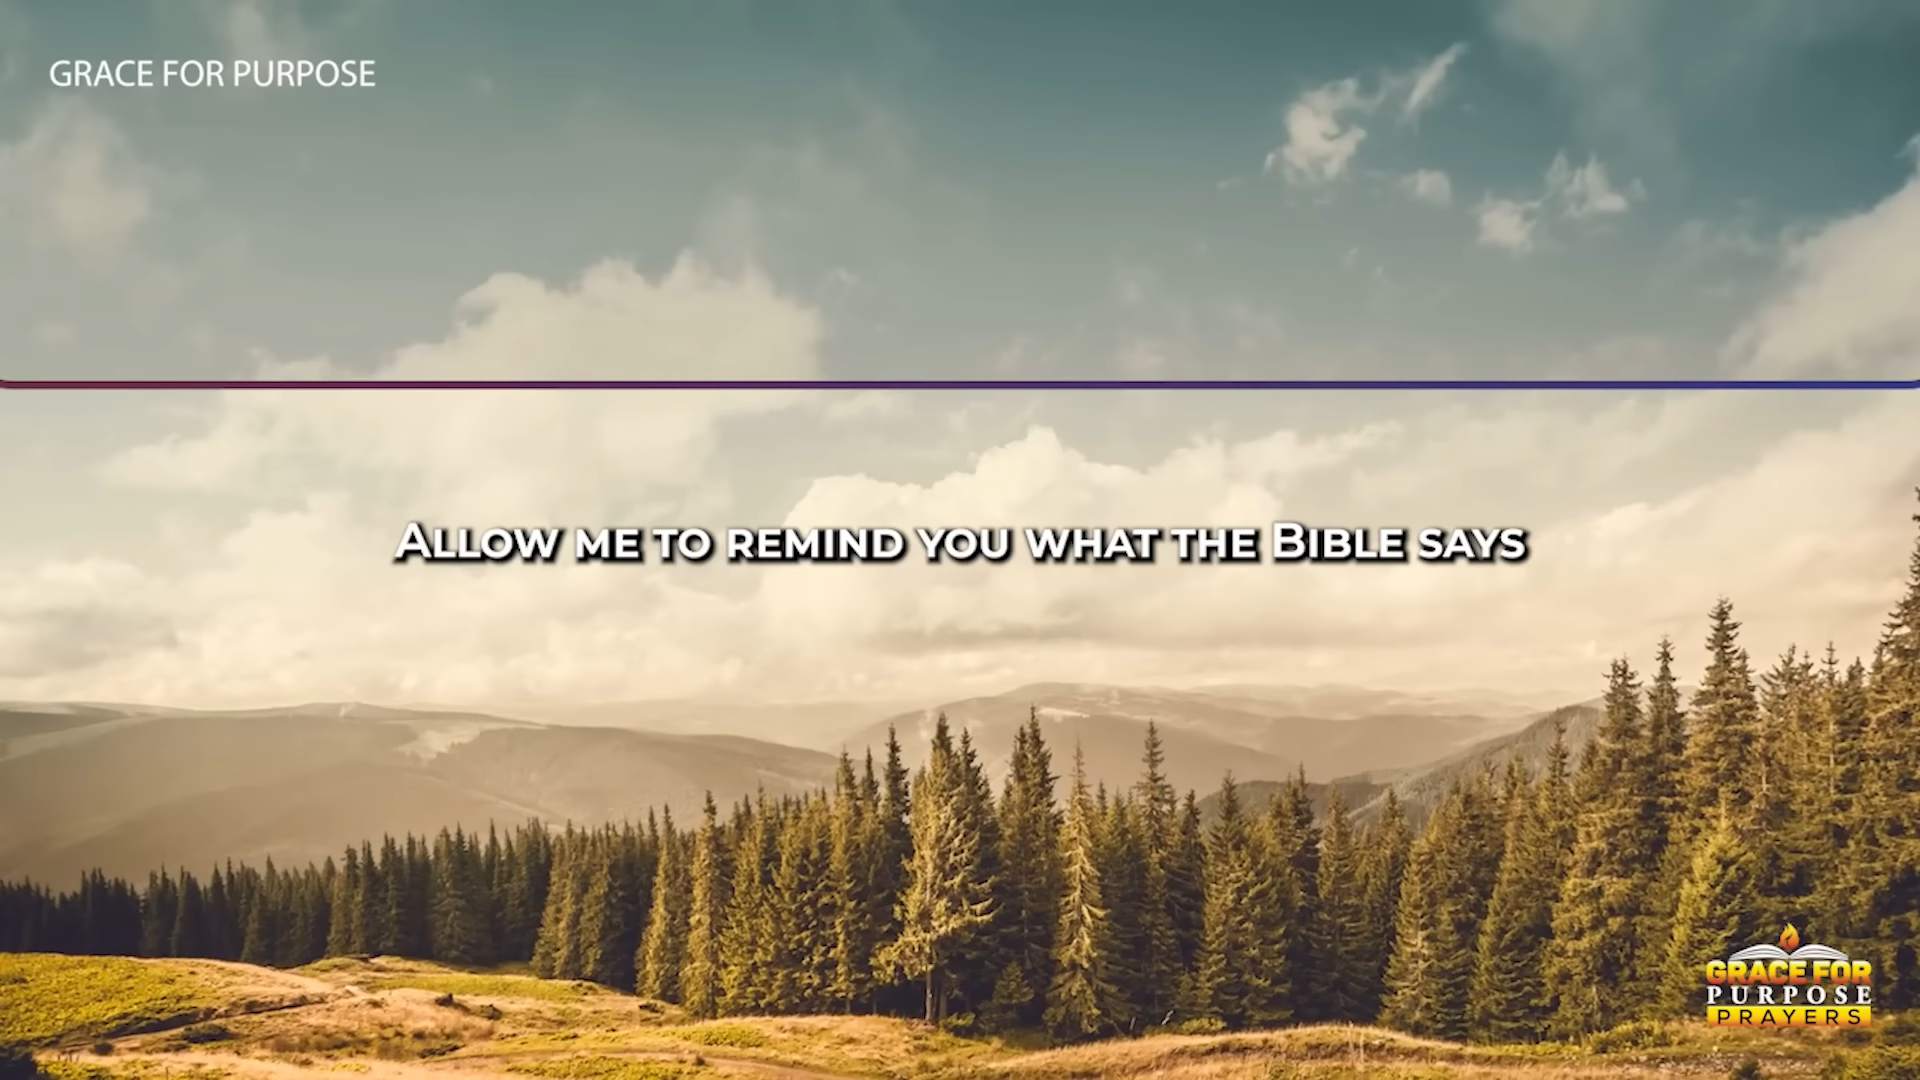 GRACE FOR PURPOSE
Allow me to remind you what the Bible says
GRACE FOR
PURPOSE
PRAYERS